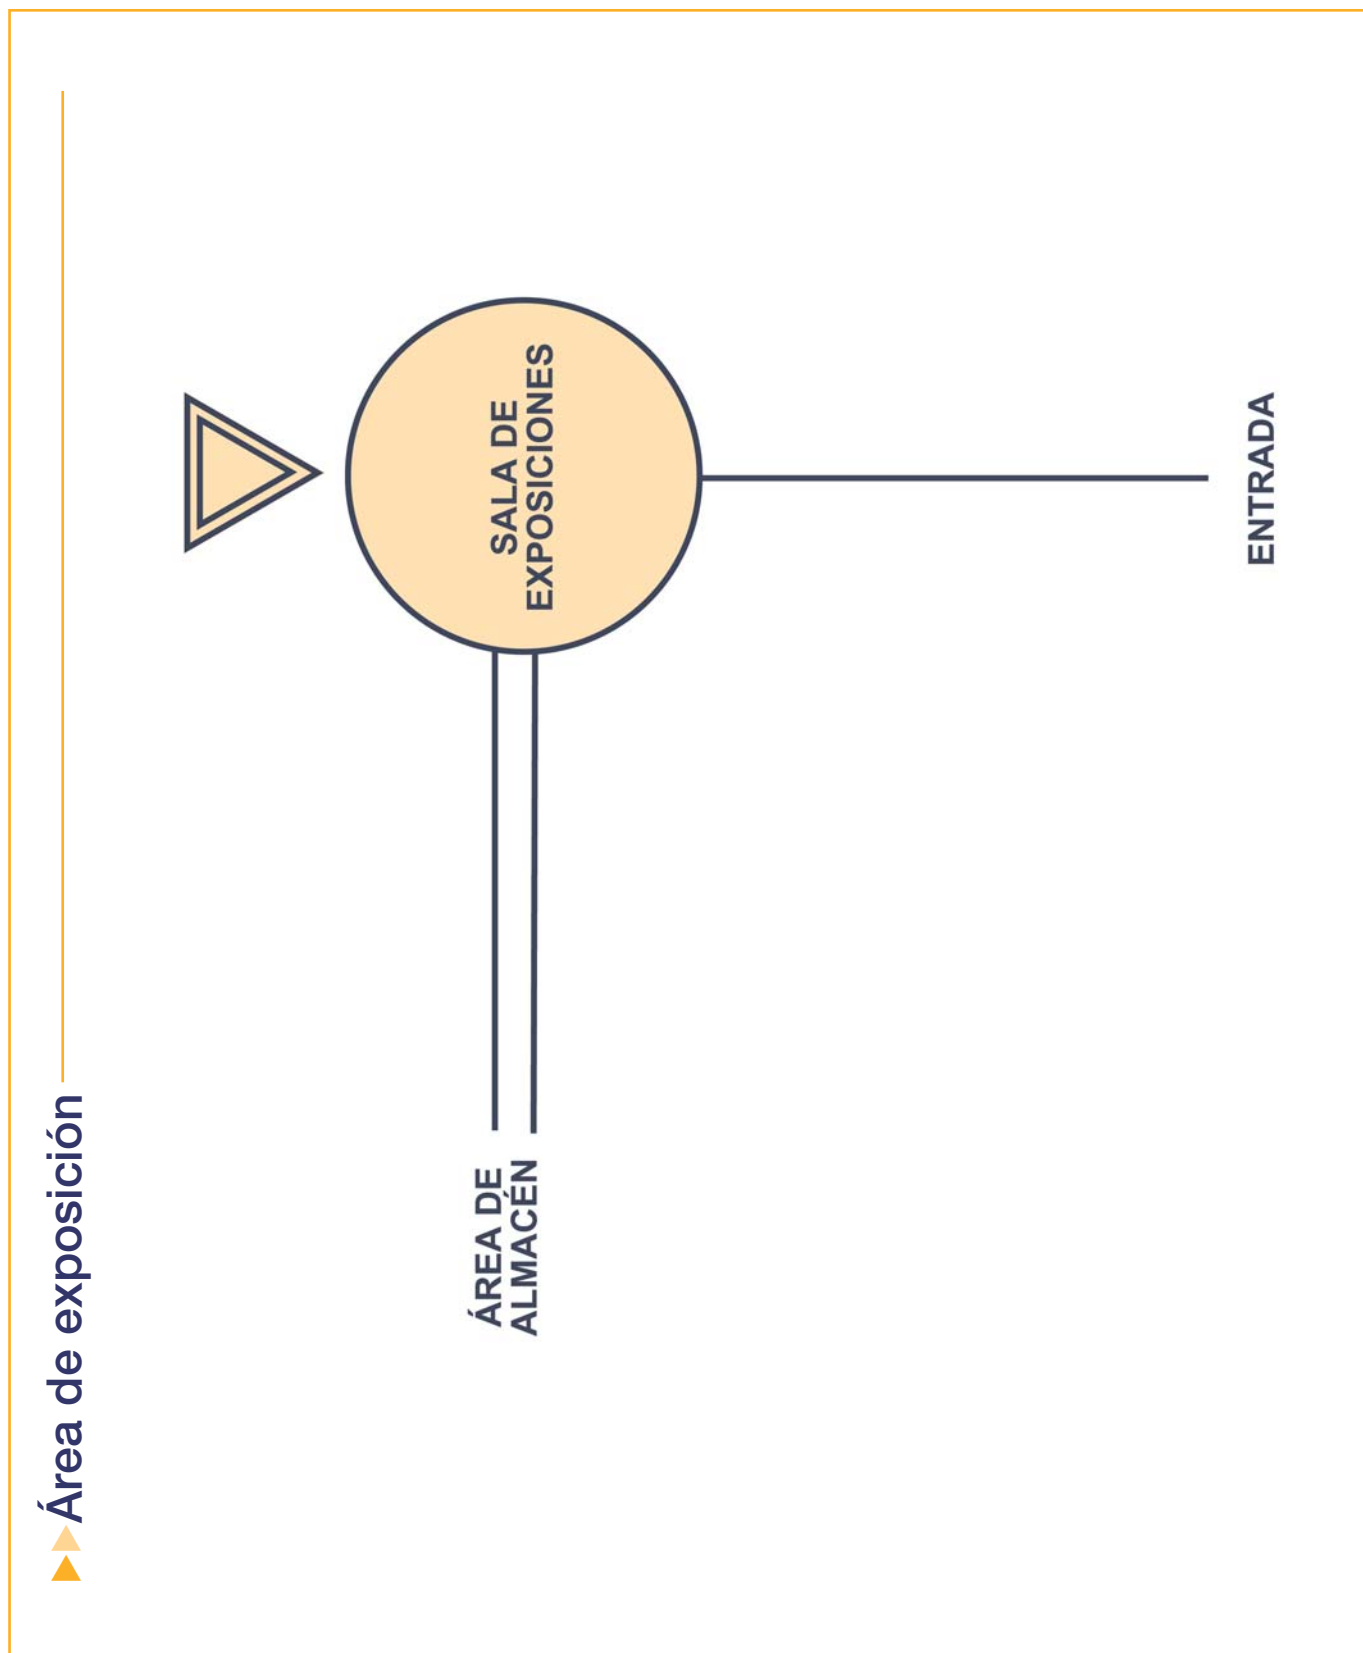 Área de exposición
SALA DE
EXPOSICIONES
ÁREA DE
ALMACÉN
ENTRADA